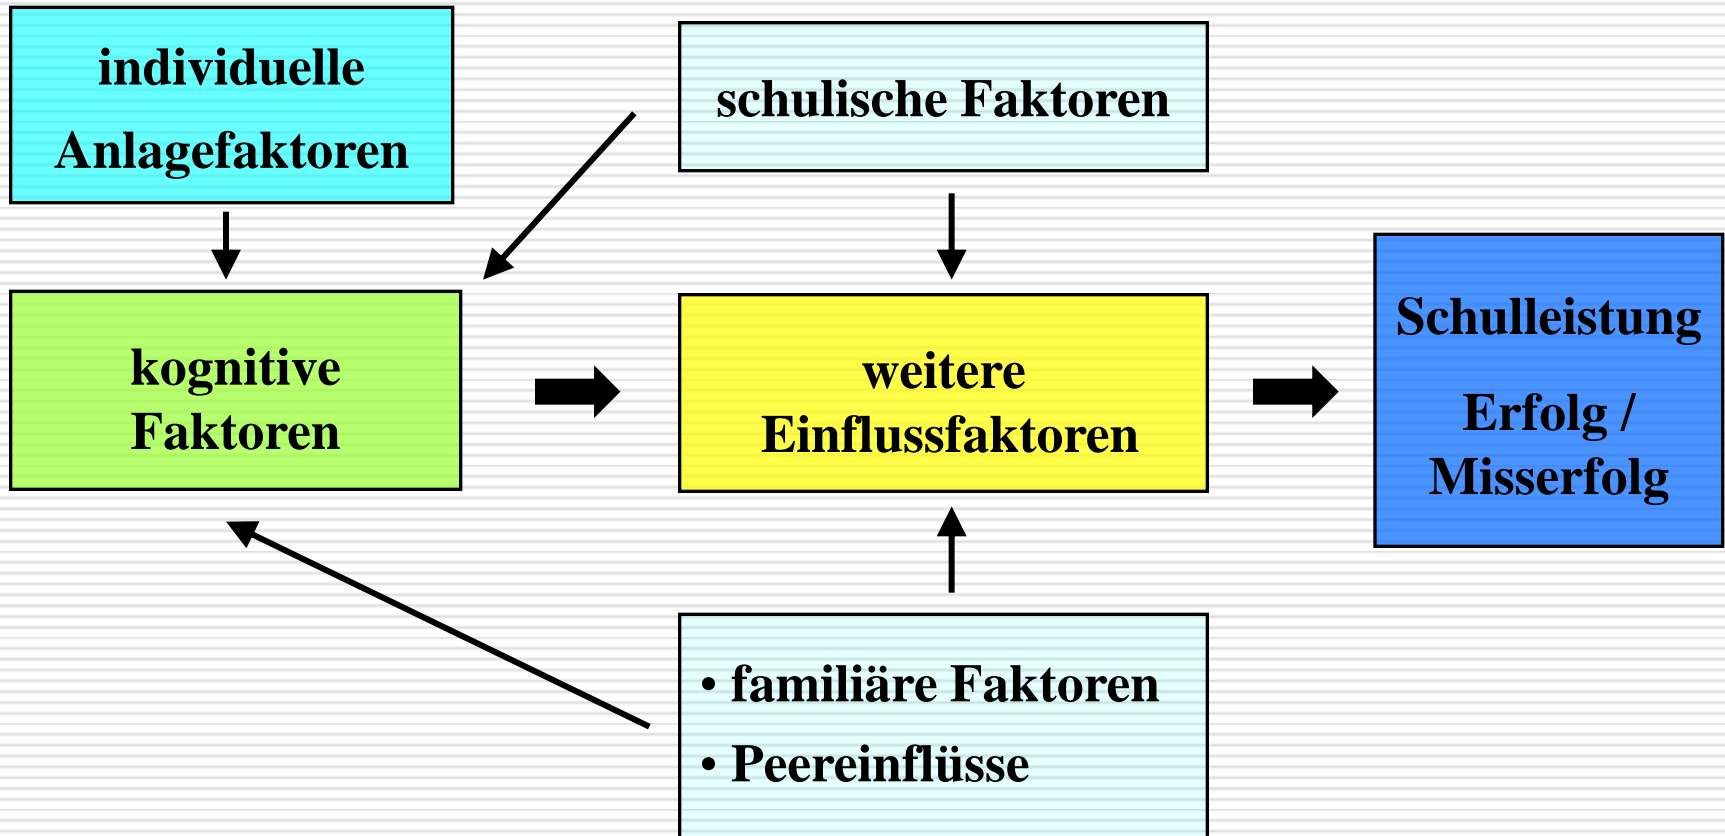 individuelle
Anlagefaktoren
schulische Faktoren
kognitive
Faktoren
weitere
Einflussfaktoren
Schulleistung
Erfolg /
Misserfolg
• familiäre Faktoren
• Peereinflüsse